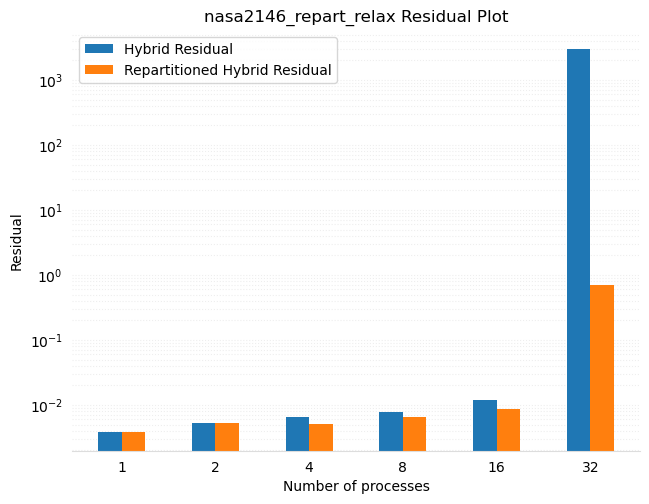 nasa2146_repart_relax Residual Plot
Hybrid Residual
Repartitioned Hybrid Residual
10³
10²
10¹
10⁰
10⁻¹
10⁻²
Residual
1 2 4 8 16 32
Number of processes